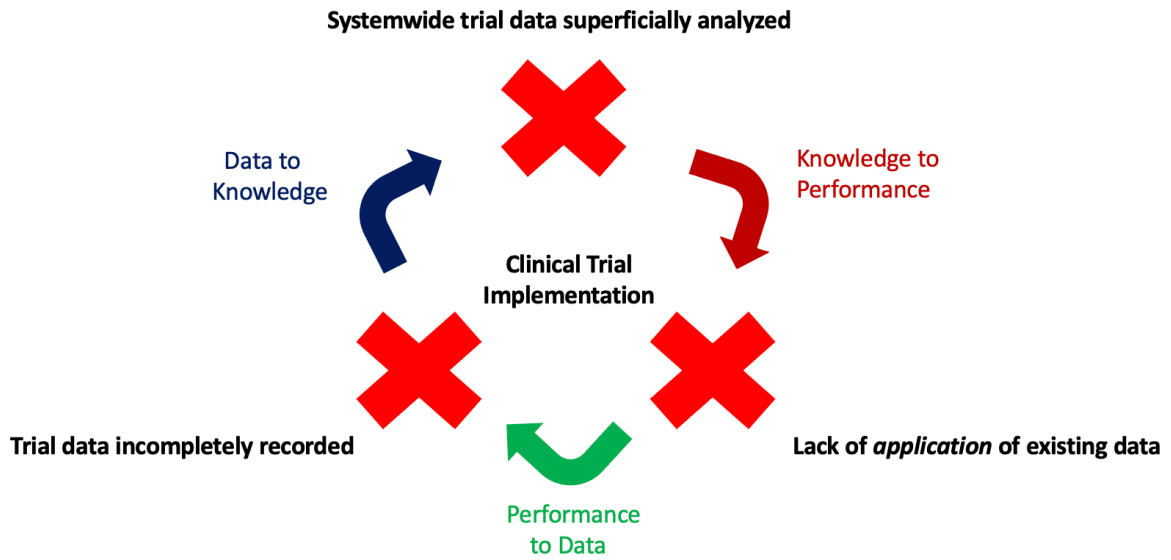 Systemwide trial data superficially analyzed
Data to
Knowledge
Knowledge to
Performance
Clinical Trial
Implementation
Trial data incompletely recorded
Lack of application of existing data
Performance
to Data